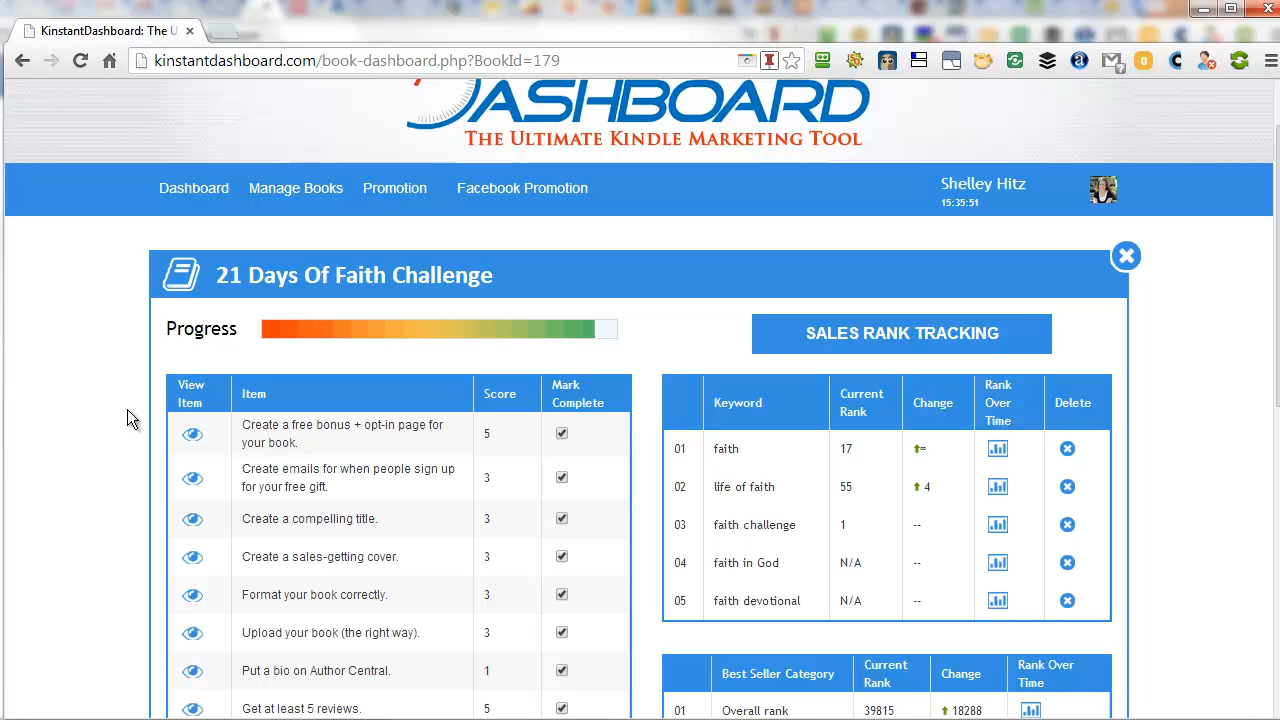 KinstantDashboard: The U
kinstantdashboard.com/book-dashboard.php?BookId=179
DASHBOARD
The Ultimate Kindle Marketing Tool
Dashboard Manage Books Promotion Facebook Promotion
Shelley Hitz
15:35:51
21 Days Of Faith Challenge
Progress
SALES RANK TRACKING
View Item Item Score Mark Complete
Create a free bonus + opt-in page for
your book. 5
Create emails for when people sign up
for your free gift. 3
Create a compelling title. 3
Create a sales-getting cover. 3
Format your book correctly. 3
Upload your book (the right way). 3
Put a bio on Author Central. 1
Get at least 5 reviews. 5
Keyword Current Rank Change Rank Over Time Delete
01 faith 17 ∞
02 life of faith 55 4
03 faith challenge 1 --
04 faith in God N/A --
05 faith devotional N/A --
Best Seller Category Current Rank Change Rank Over Time
01 Overall rank 39815 18288